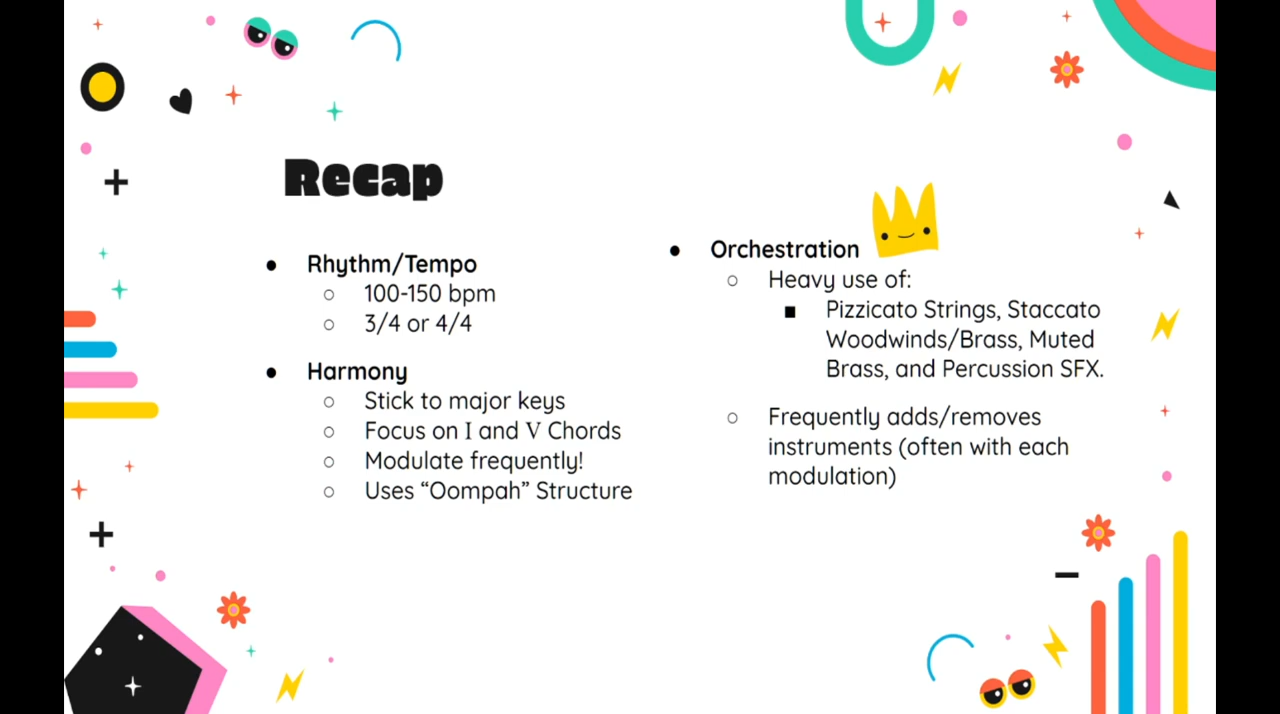 Recap
● Rhythm/Tempo
○ 100-150 bpm
○ 3/4 or 4/4
● Harmony
○ Stick to major keys
○ Focus on I and V Chords
○ Modulate frequently!
○ Uses “Oompah” Structure
● Orchestration
○ Heavy use of:
■ Pizzicato Strings, Staccato
Woodwinds/Brass, Muted
Brass, and Percussion SFX.
○ Frequently adds/removes
instruments (often with each
modulation)